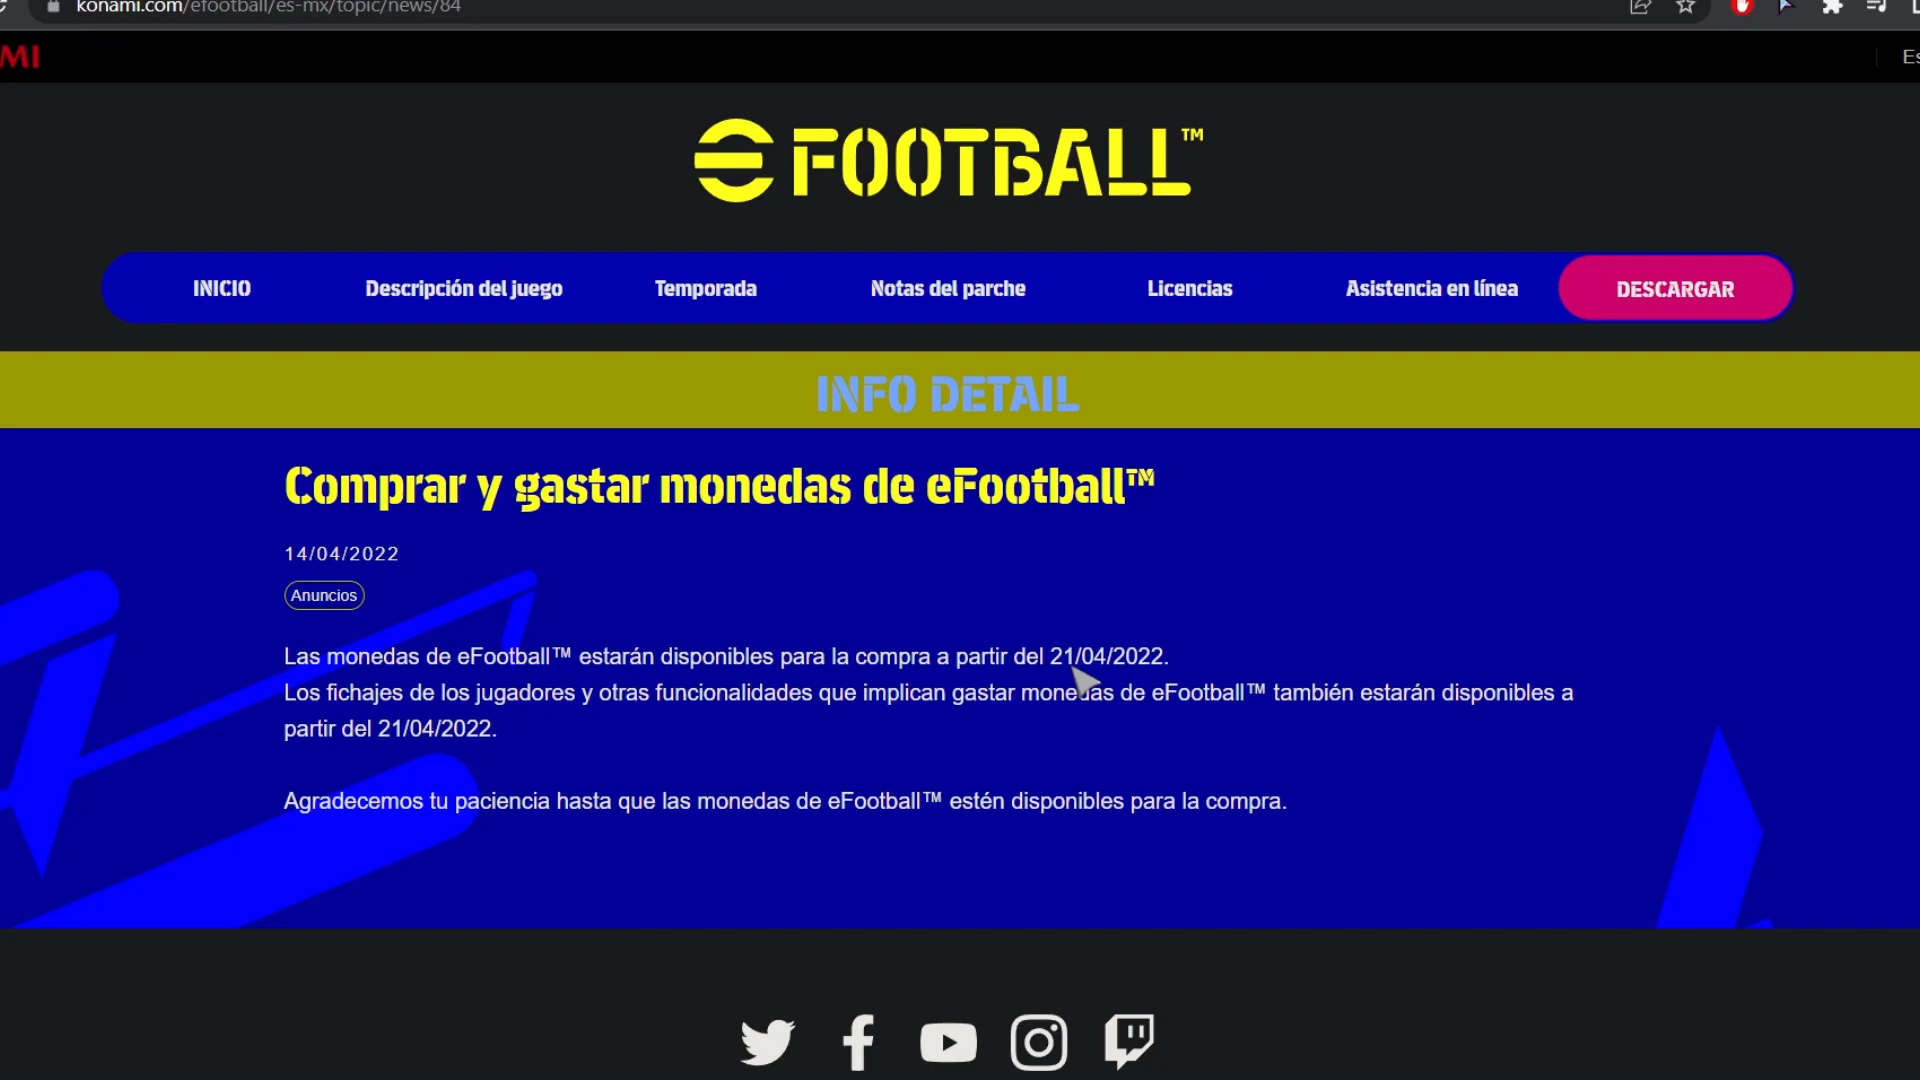 konami.com/efootball/es-mx/topic/news/84
MI
Es
FOOTBALL™
INICIO
Descripción del juego
Temporada
Notas del parche
Licencias
Asistencia en línea
DESCARGAR
INFO DETAIL
Comprar y gastar monedas de eFootball™
14/04/2022
Anuncios
Las monedas de eFootball™ estarán disponibles para la compra a partir del 21/04/2022.
Los fichajes de los jugadores y otras funcionalidades que implican gastar monedas de eFootball™ también estarán disponibles a
partir del 21/04/2022.
Agradecemos tu paciencia hasta que las monedas de eFootball™ estén disponibles para la compra.